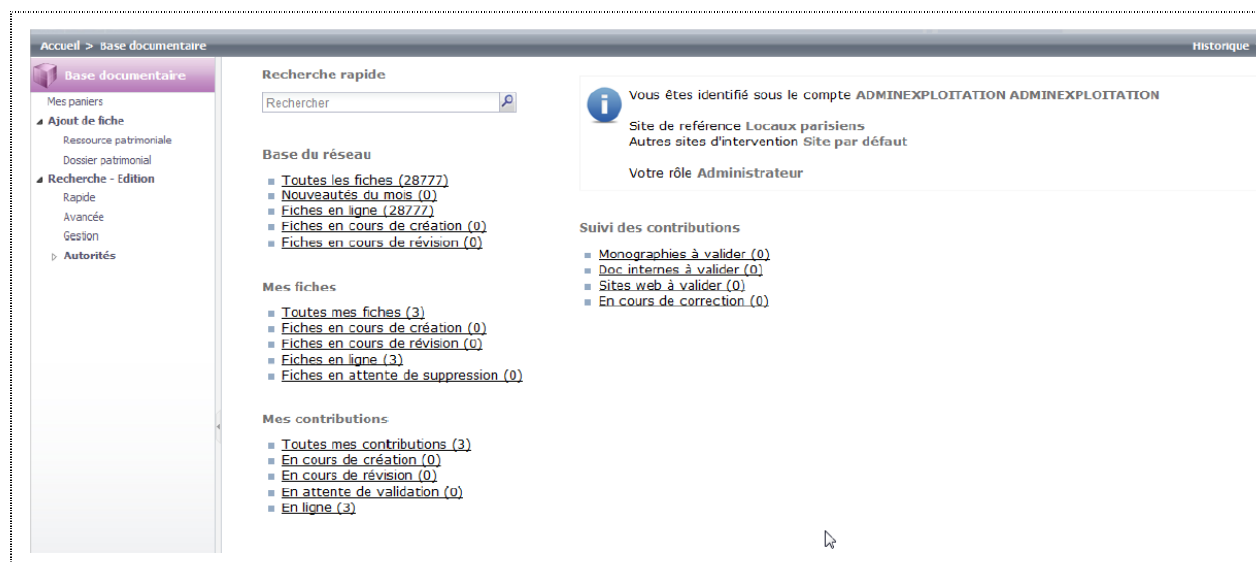 Accueil > Base documentaire
Historique
Base documentaire
Mes paniers
Ajout de fiche
Ressource patrimoniale
Dossier patrimonial
Recherche - Edition
Rapide
Avancée
Gestion
Autorités
Recherche rapide
Rechercher
Base du réseau
Toutes les fiches (28777)
Nouveautés du mois (0)
Fiches en ligne (28777)
Fiches en cours de création (0)
Fiches en cours de révision (0)
Mes fiches
Toutes mes fiches (3)
Fiches en cours de création (0)
Fiches en cours de révision (0)
Fiches en ligne (3)
Fiches en attente de suppression (0)
Mes contributions
Toutes mes contributions (3)
En cours de création (0)
En cours de révision (0)
En attente de validation (0)
En ligne (3)
Vous êtes identifié sous le compte ADMINEXPLOITATION ADMINEXPLOITATION
Site de reférence Locaux parisiens
Autres sites d'intervention Site par défaut
Votre rôle Administrateur
Suivi des contributions
Monographies à valider (0)
Doc internes à valider (0)
Sites web à valider (0)
En cours de correction (0)